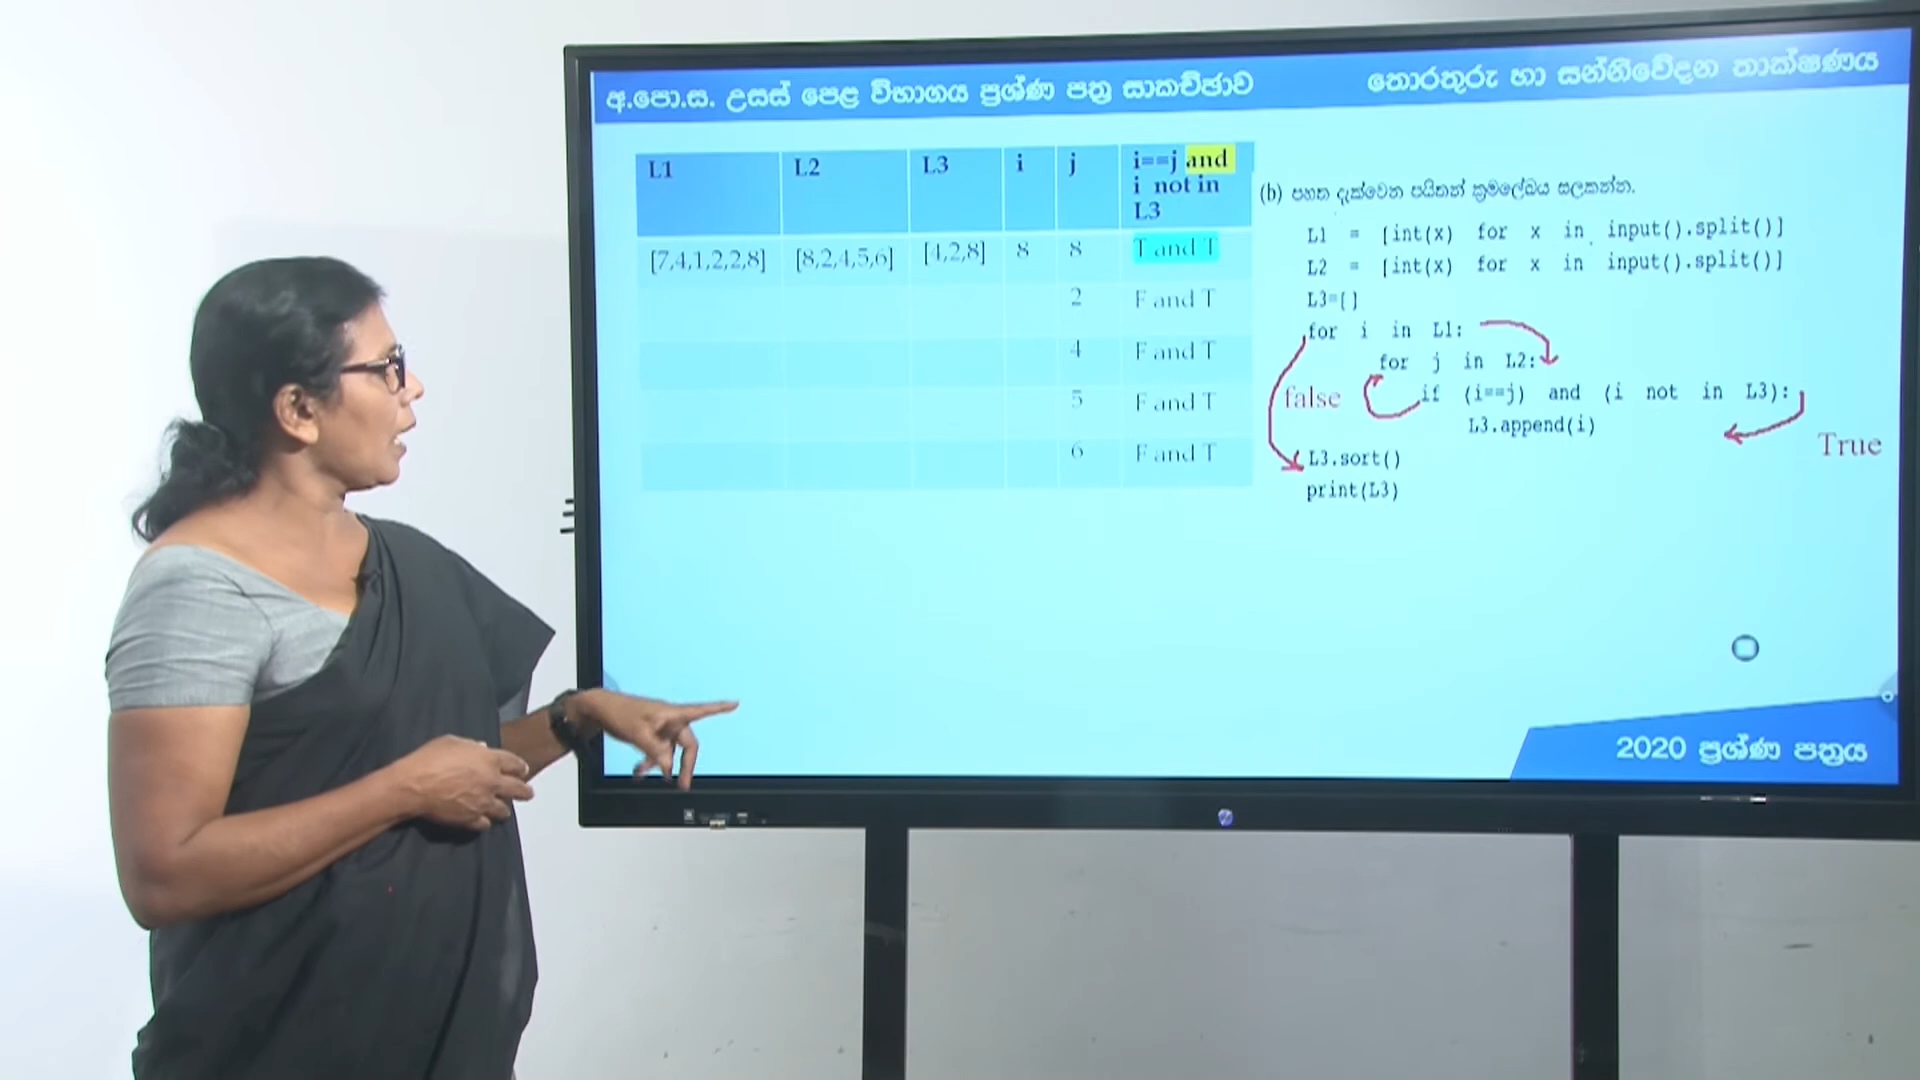 අ.පො.ස. උසස් පෙළ විභාගය ප්‍රශ්ණ පත්‍ර සාකච්ඡාව
තොරතුරු හා සන්නිවේදන තාක්ෂණය
L1 L2 L3 i j i==j and i not in L3
[7,4,1,2,2,8] [8,2,4,5,6] [4,2,8] 8 8 T and T
2 F and T
4 F and T
5 F and T
6 F and T
(b) පහත දැක්වෙන පයිතන් ක්‍රමලේඛය සලකන්න.
L1 = [int(x) for x in input().split()]
L2 = [int(x) for x in input().split()]
L3=[]
for i in L1:
for j in L2:
false if (i==j) and (i not in L3):
L3.append(i)
True
L3.sort()
print(L3)
2020 ප්‍රශ්ණ පත්‍රය